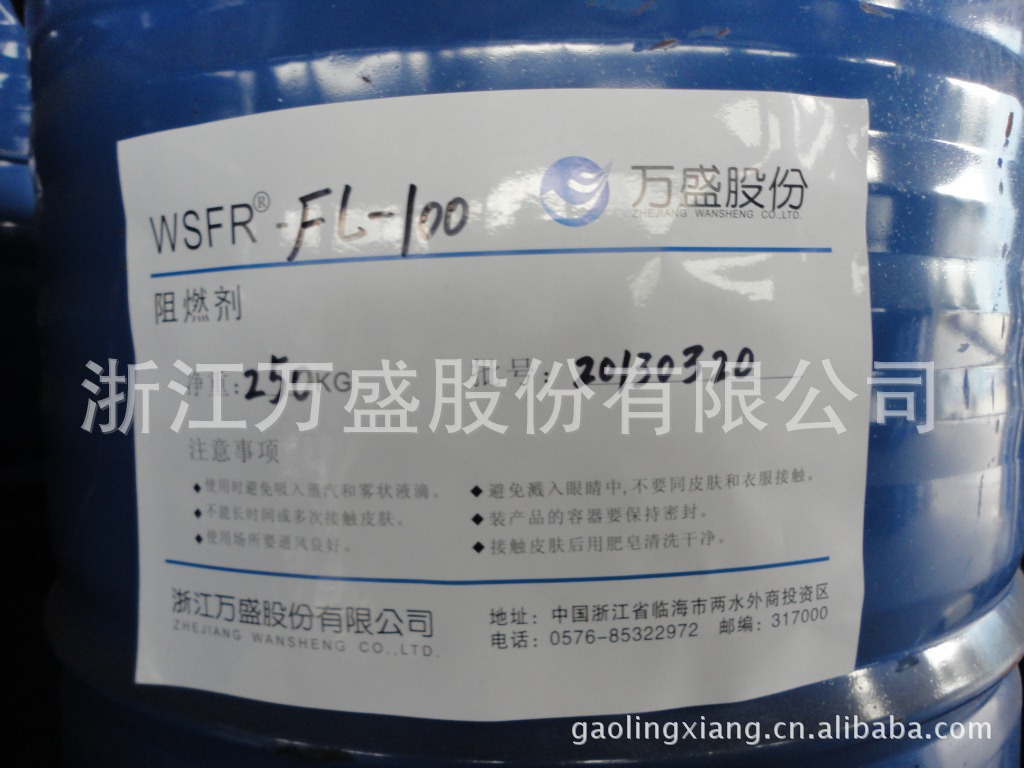 WSFR® -FL-100
万盛股份
ZHEJIANG WANSHENG CO.,LTD.
阻燃剂
净重:250KG
批号:20130320
浙江万盛股份有限公司
注意事项
◆使用时避免吸入蒸汽和雾状液滴。
◆不能长时间或多次接触皮肤。
◆使用场所要通风良好。
◆避免溅入眼睛中,不要同皮肤和衣服接触。
◆装产品的容器要保持密封。
◆接触皮肤后用肥皂清洗干净。
浙江万盛股份有限公司
ZHEJIANG WANSHENG CO.,LTD.
地址: 中国浙江省临海市两水外商投资区
电话: 0576-85322972 邮编: 317000
gaolingxiang.cn.alibaba.com